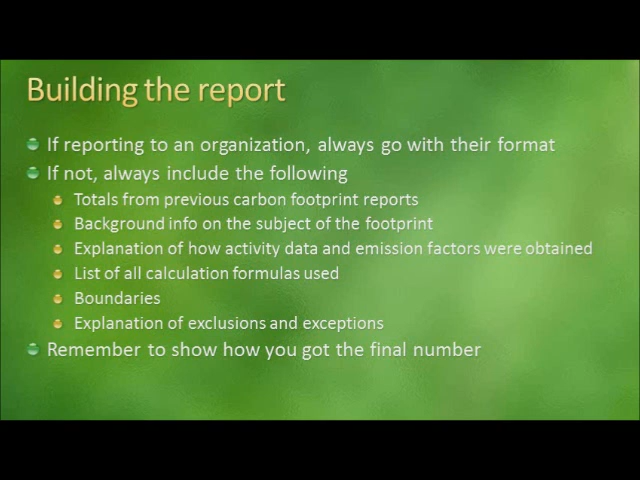 Building the report
If reporting to an organization, always go with their format
If not, always include the following
Totals from previous carbon footprint reports
Background info on the subject of the footprint
Explanation of how activity data and emission factors were obtained
List of all calculation formulas used
Boundaries
Explanation of exclusions and exceptions
Remember to show how you got the final number